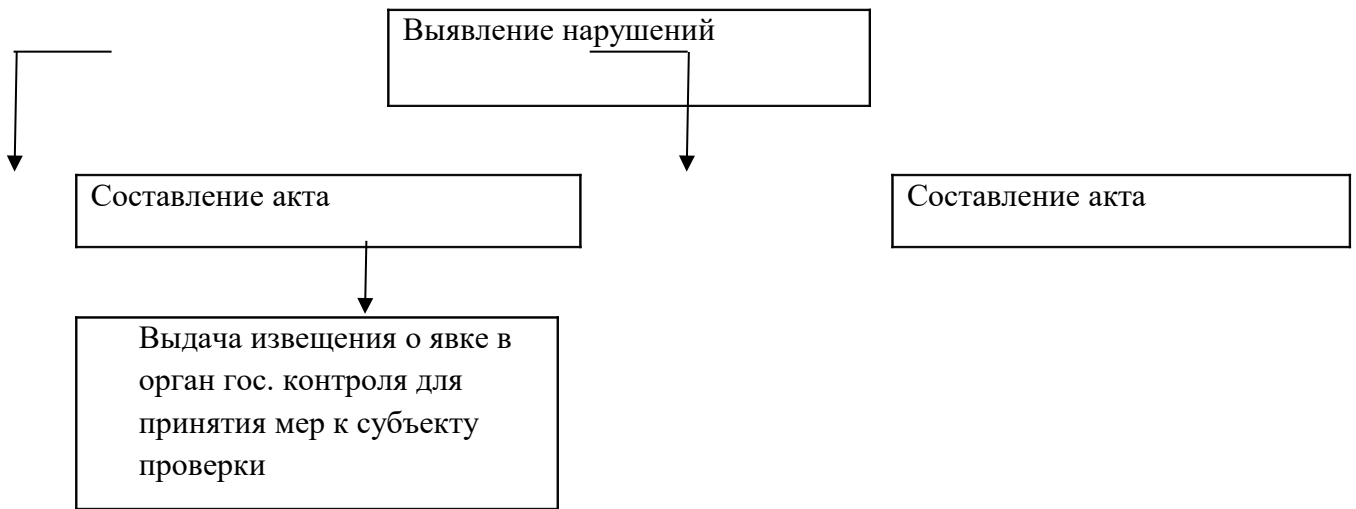 Выявление нарушений
Составление акта
Составление акта
Выдача извещения о явке в
орган гос. контроля для
принятия мер к субъекту
проверки